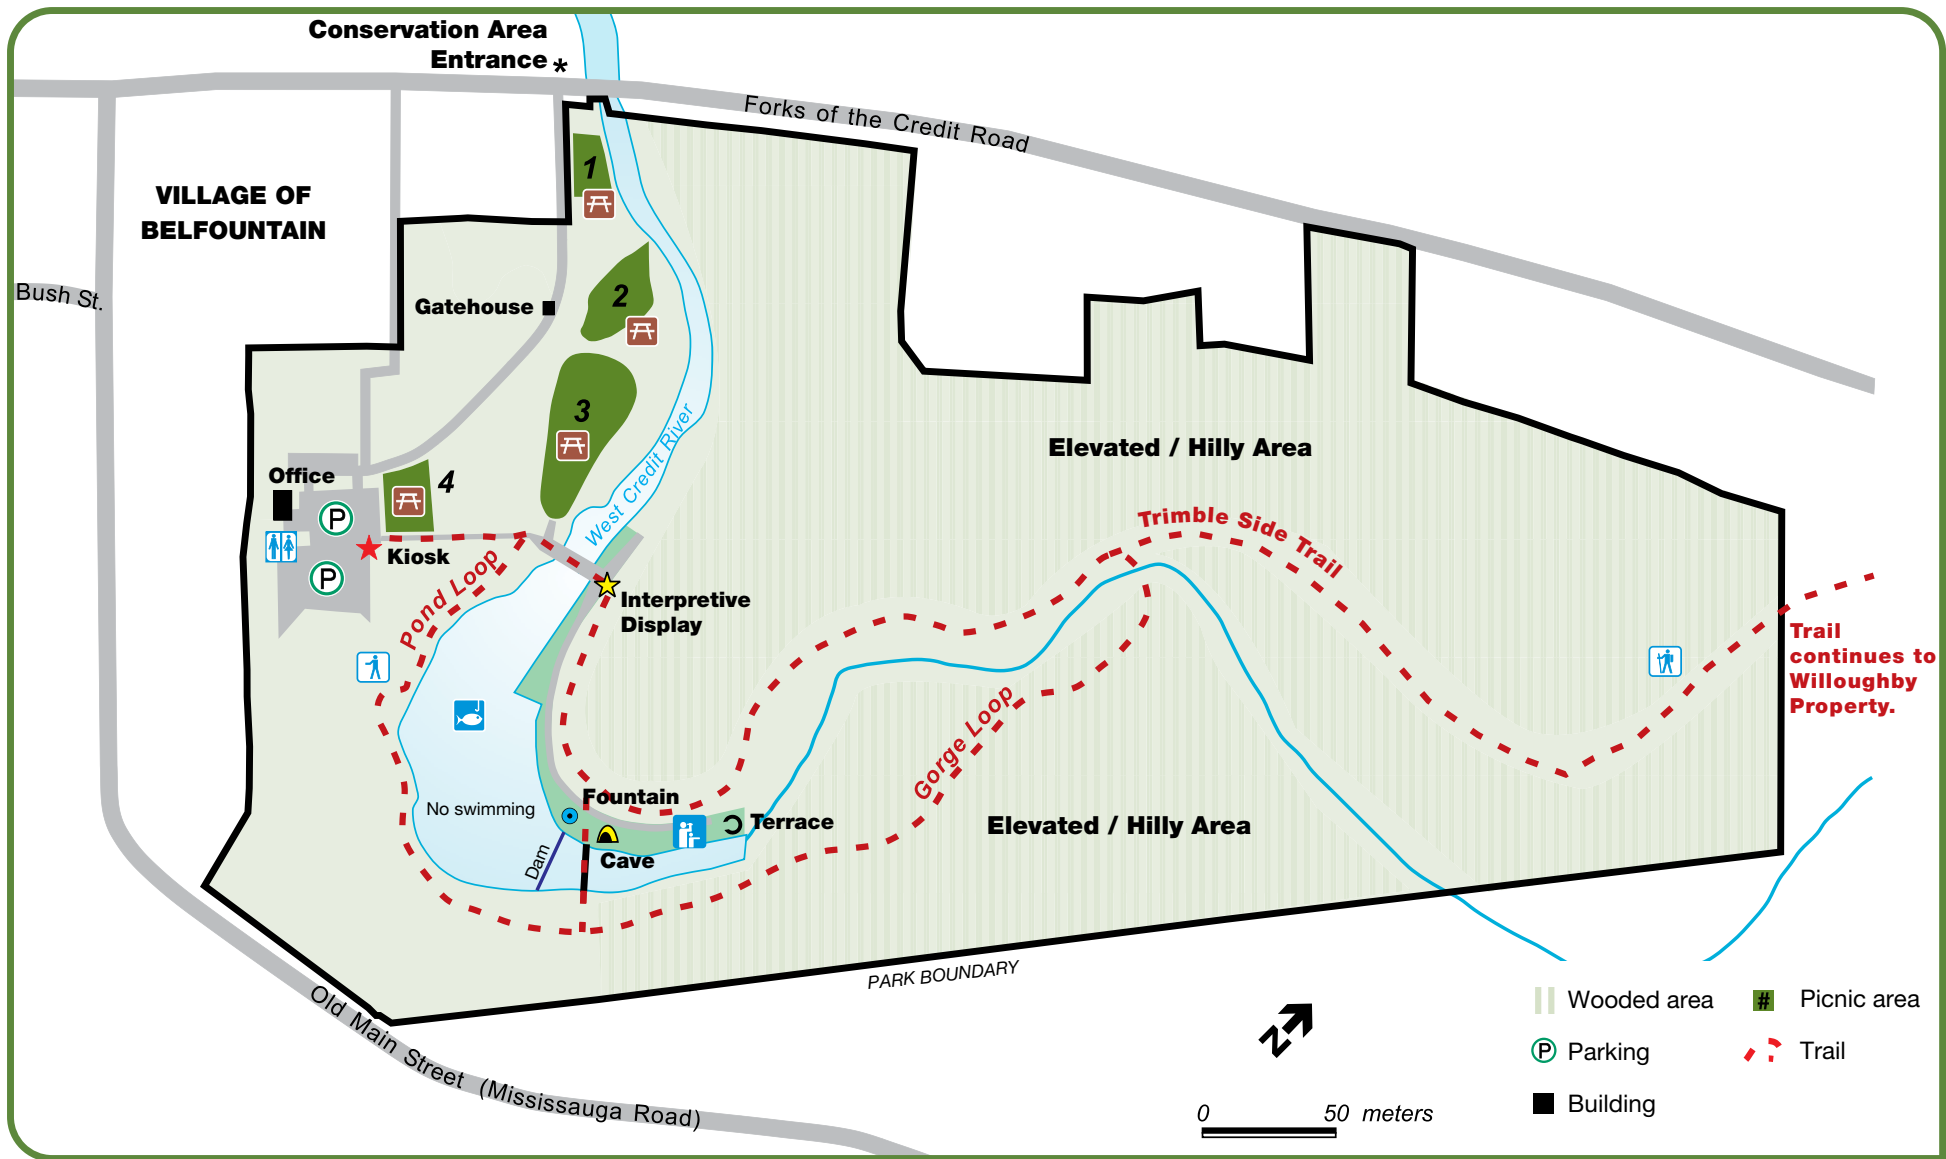 Conservation Area
Entrance *
Forks of the Credit Road
VILLAGE OF
BELFOUNTAIN
1
Bush St.
Gatehouse
2
3
West Credit River
Elevated / Hilly Area
Office
4
P
Kiosk
P
Pond Loop
Interpretive
Display
Trimble Side Trail
Trail
continues to
Willoughby
Property.
Gorge Loop
No swimming
Fountain
Terrace
Cave
Dam
Elevated / Hilly Area
PARK BOUNDARY
Old Main Street (Mississauga Road)
N
0 50 meters
Wooded area
# Picnic area
P Parking
Trail
Building